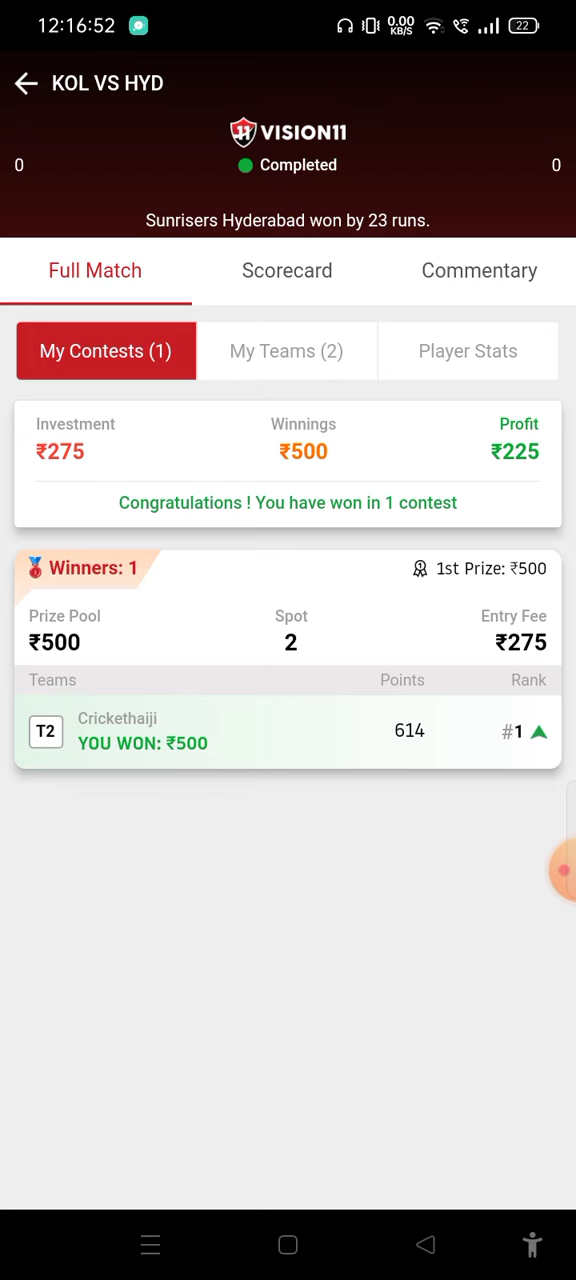 12:16:52 0.00 KB/S 22
KOL VS HYD
11 VISION11
0 Completed 0
Sunrisers Hyderabad won by 23 runs.
Full Match Scorecard Commentary
My Contests (1) My Teams (2) Player Stats
Investment Winnings Profit
₹275 ₹500 ₹225
Congratulations ! You have won in 1 contest
Winners: 1 1st Prize: ₹500
Prize Pool Spot Entry Fee
₹500 2 ₹275
Teams Points Rank
T2 Crickethaiji 614 #1
YOU WON: ₹500